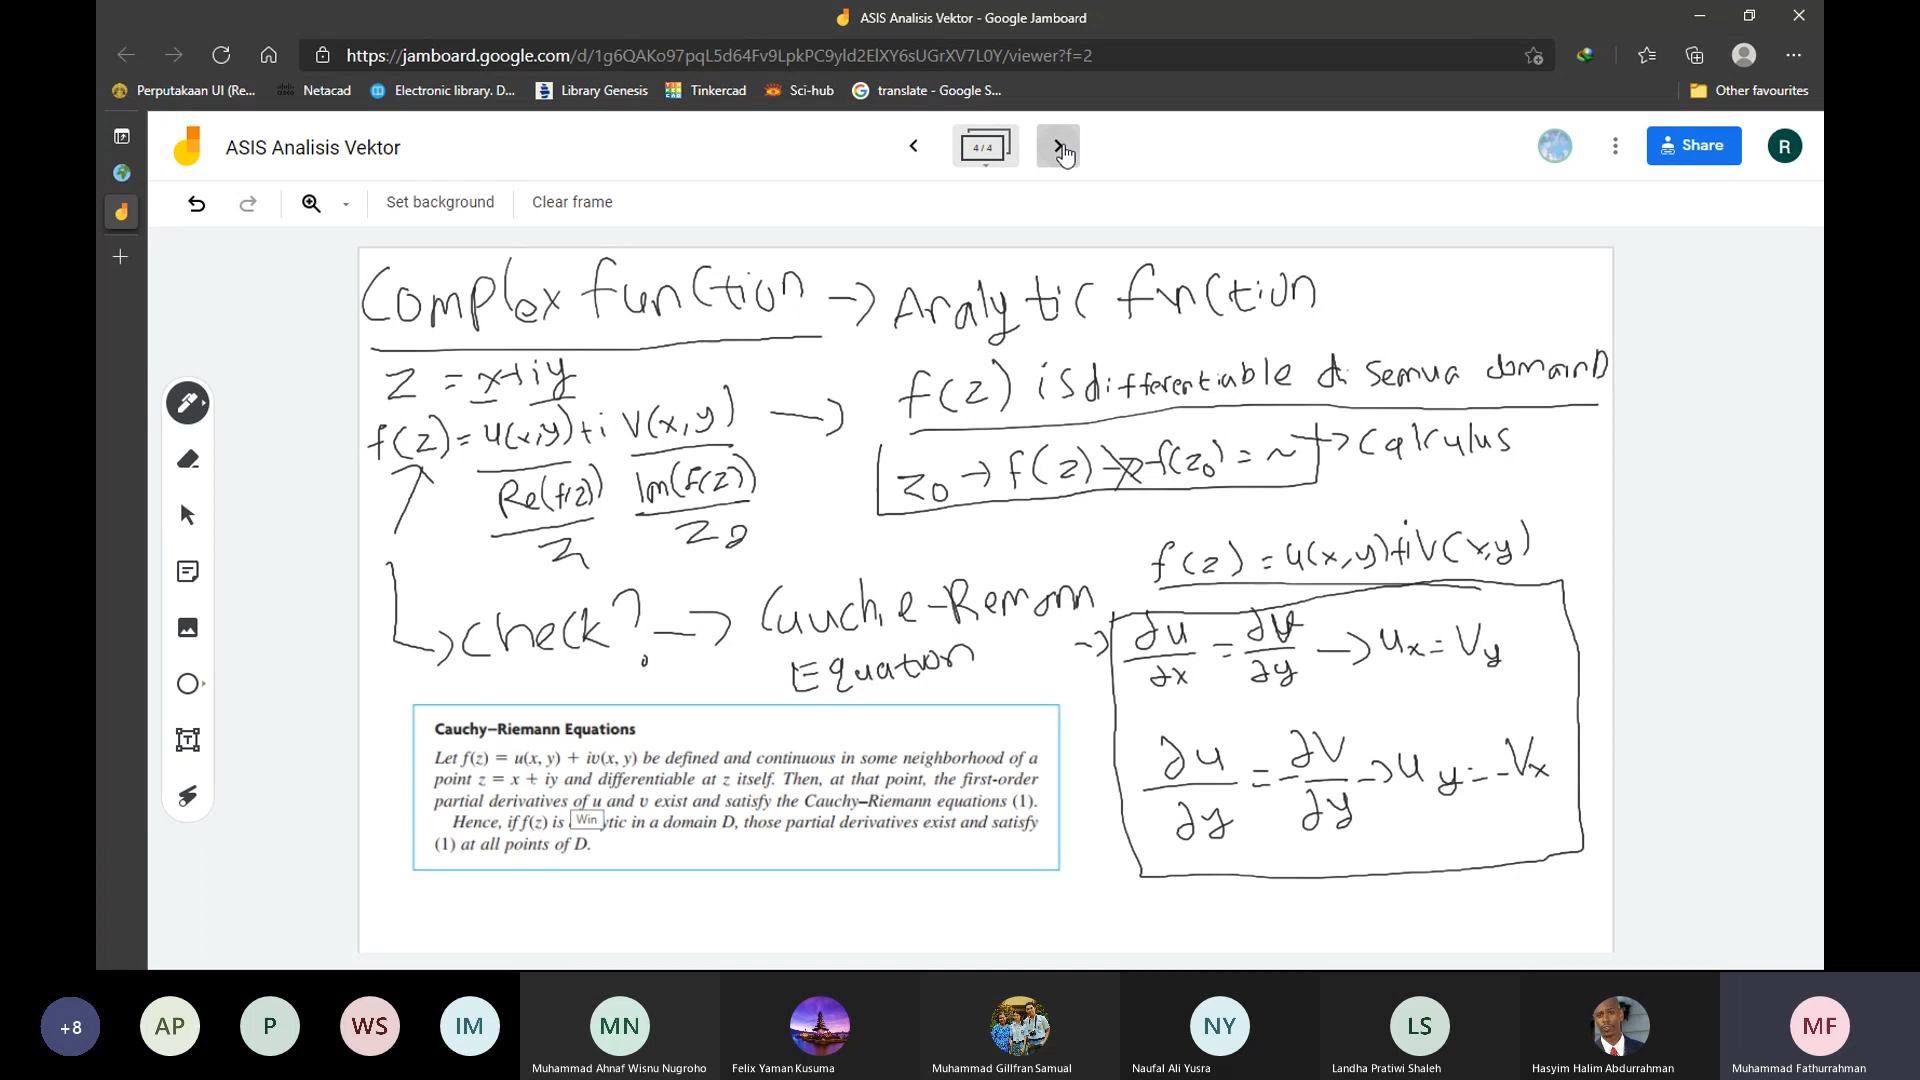 ASIS Analisis Vektor - Google Jamboard
https://jamboard.google.com/d/1g6QAKo97pqL5d64Fv9LpkPC9yld2ElXY6sUGrXV7L0Y/viewer?f=2
Perputakaan UI (Re... Netacad Electronic library. D... Library Genesis Tinkercad Sci-hub translate - Google S... Other favourites
ASIS Analisis Vektor 4 / 4 Share R
Set background Clear frame
Complex function → Analytic function
z = x+iy
f(z) is differentiable di semua domain D
f(z) = u(x,y)+i V(x,y) →
Re(f(z) Im(f(z))
z0 → f(z) → f(z0) = ~ → Calculus
f(z) = u(x,y)+iV(x,y)
→ Check? → Cauch, e-Remann
Equation
→ ∂u/∂x = ∂V/∂y → ux = Vy
∂u/∂y = -∂V/∂y → uy = -Vx
Cauchy–Riemann Equations
Let f(z) = u(x, y) + iv(x, y) be defined and continuous in some neighborhood of a
point z = x + iy and differentiable at z itself. Then, at that point, the first-order
partial derivatives of u and v exist and satisfy the Cauchy–Riemann equations (1).
Hence, if f(z) is Win ytic in a domain D, those partial derivatives exist and satisfy
(1) at all points of D.
+8 AP P WS IM MN NY LS MF
Muhammad Ahnaf Wisnu Nugroho Felix Yaman Kusuma Muhammad Gillfran Samual Naufal Ali Yusra Landha Pratiwi Shaleh Hasyim Halim Abdurrahman Muhammad Fathurrahman